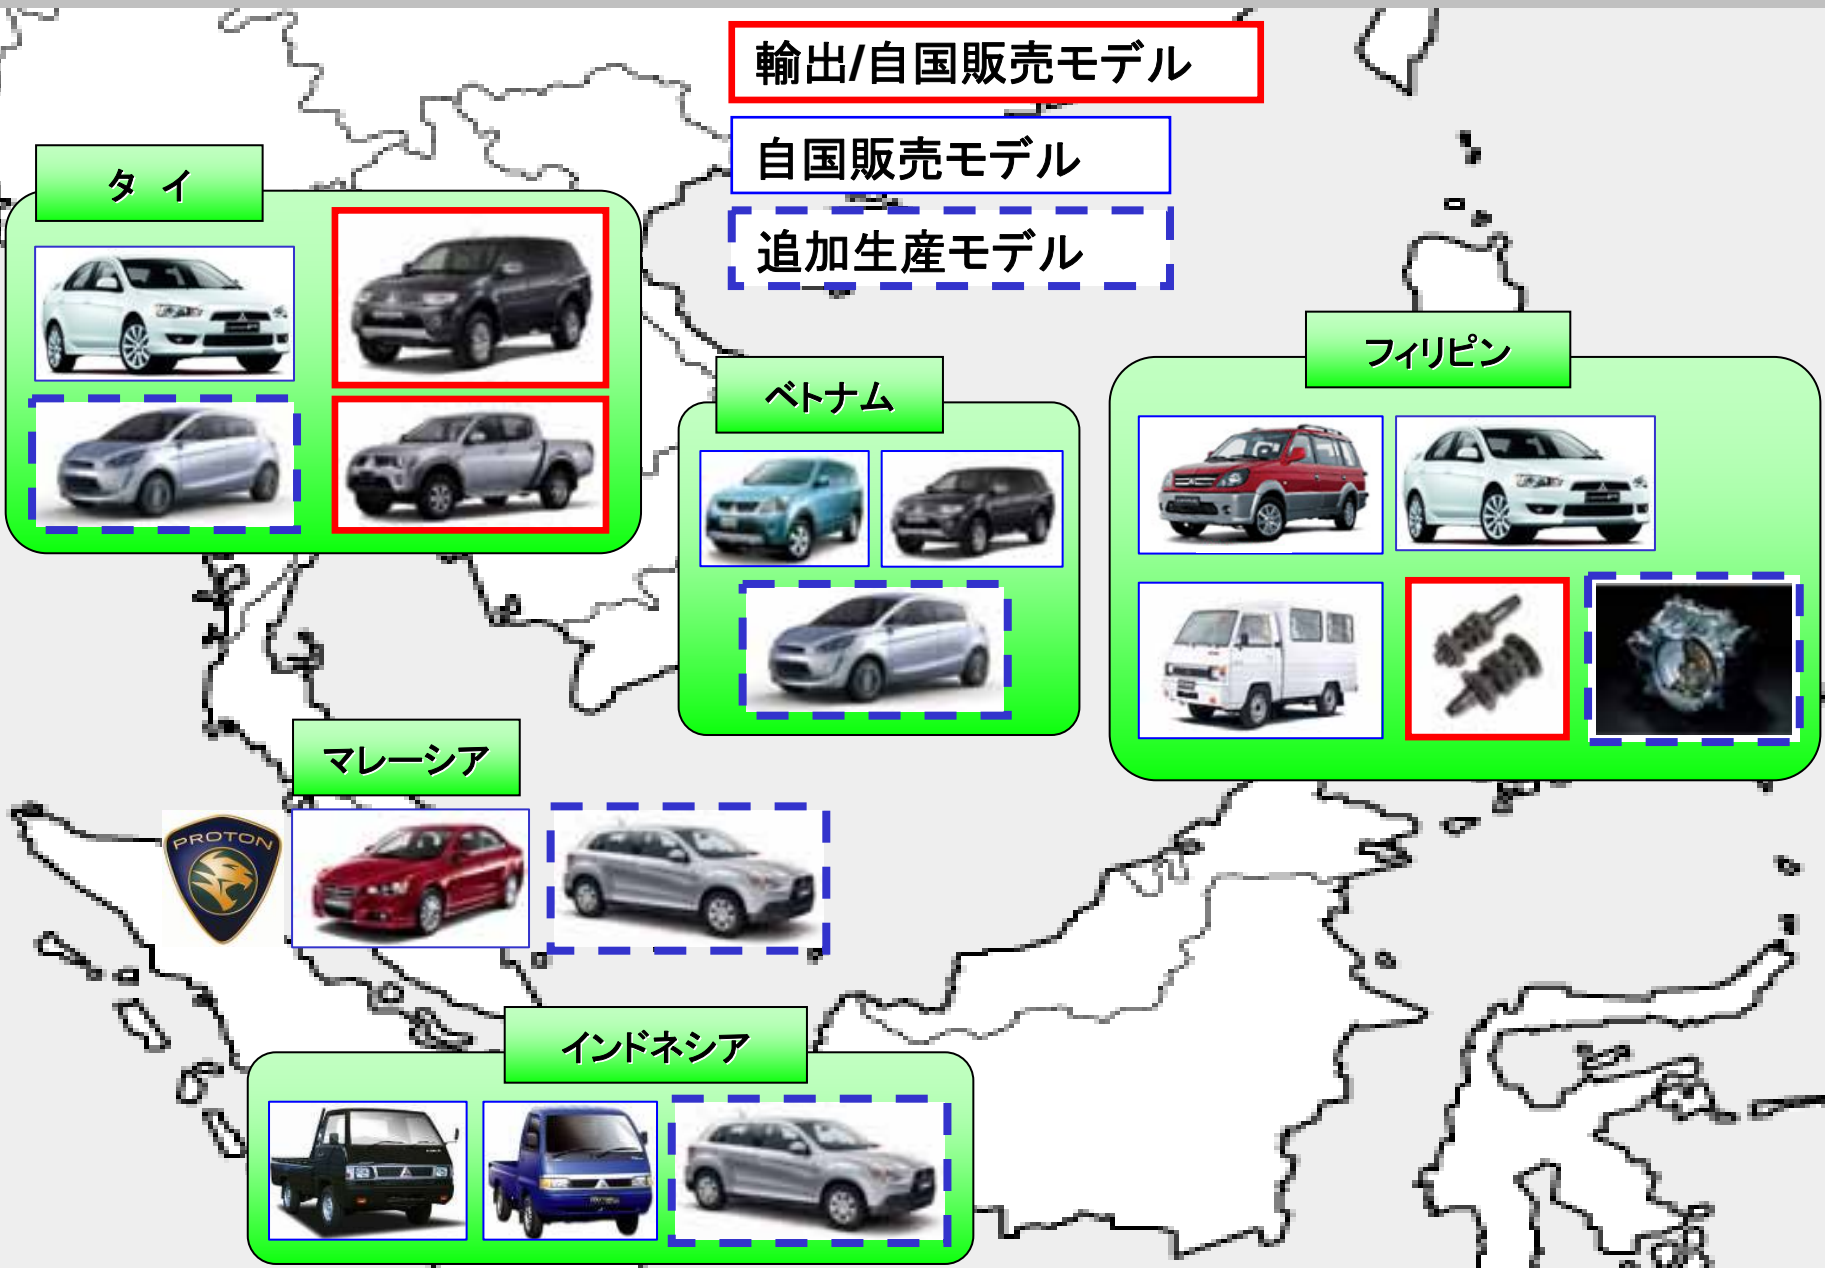 輸出/自国販売モデル
自国販売モデル
追加生産モデル
タ イ
ベトナム
フィリピン
マレーシア
PROTON
インドネシア